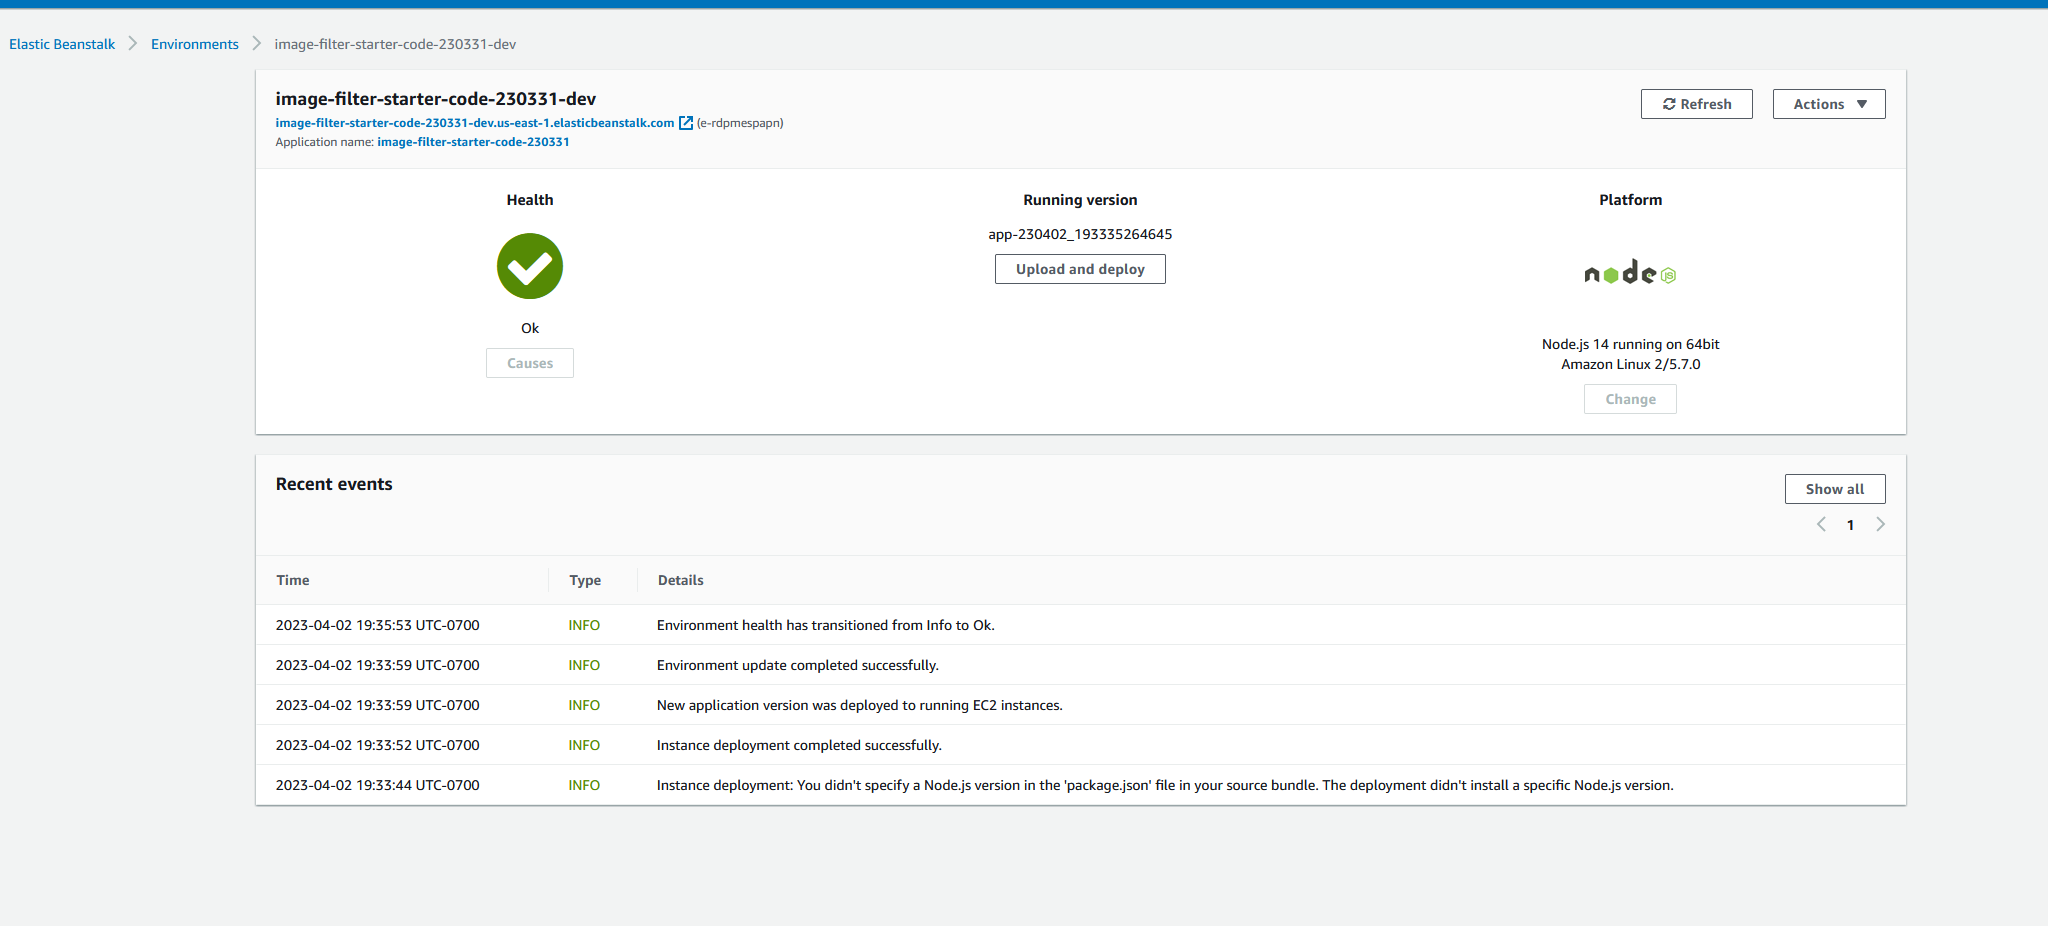 Elastic Beanstalk > Environments > image-filter-starter-code-230331-dev
image-filter-starter-code-230331-dev
Refresh
Actions
image-filter-starter-code-230331-dev.us-east-1.elasticbeanstalk.com (e-rdpmespapn)
Application name: image-filter-starter-code-230331
Health
Running version
Platform
app-230402_193335264645
Upload and deploy
node JS
Ok
Causes
Node.js 14 running on 64bit
Amazon Linux 2/5.7.0
Change
Recent events
Show all
1
Time Type Details
2023-04-02 19:35:53 UTC-0700 INFO Environment health has transitioned from Info to Ok.
2023-04-02 19:33:59 UTC-0700 INFO Environment update completed successfully.
2023-04-02 19:33:59 UTC-0700 INFO New application version was deployed to running EC2 instances.
2023-04-02 19:33:52 UTC-0700 INFO Instance deployment completed successfully.
2023-04-02 19:33:44 UTC-0700 INFO Instance deployment: You didn't specify a Node.js version in the 'package.json' file in your source bundle. The deployment didn't install a specific Node.js version.